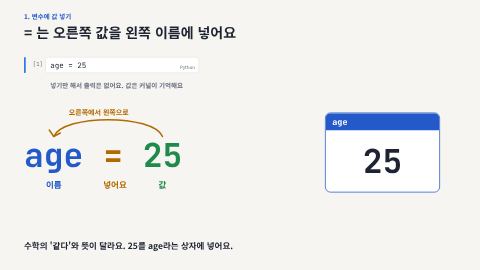 1. 변수에 값 넣기
= 는 오른쪽 값을 왼쪽 이름에 넣어요
[1] age = 25
Python
넣기만 해서 출력은 없어요. 값은 커널이 기억해요
오른쪽에서 왼쪽으로
age = 25
이름 넣어요 값
age
25
수학의 '같다'와 뜻이 달라요. 25를 age라는 상자에 넣어요.